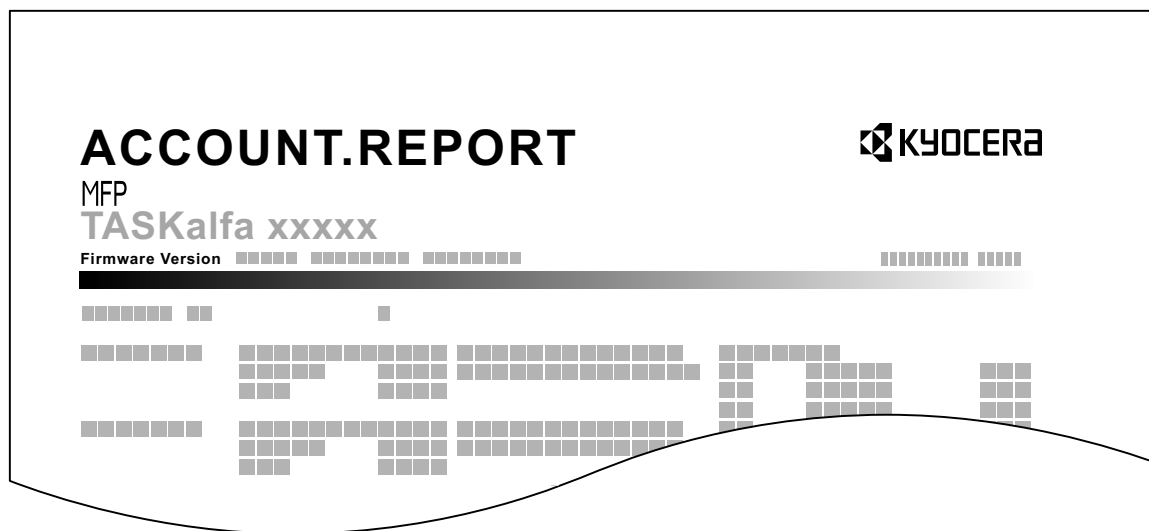 ACCOUNT.REPORT
KYOCERA
MFP
TASKalfa xxxxx
Firmware Version